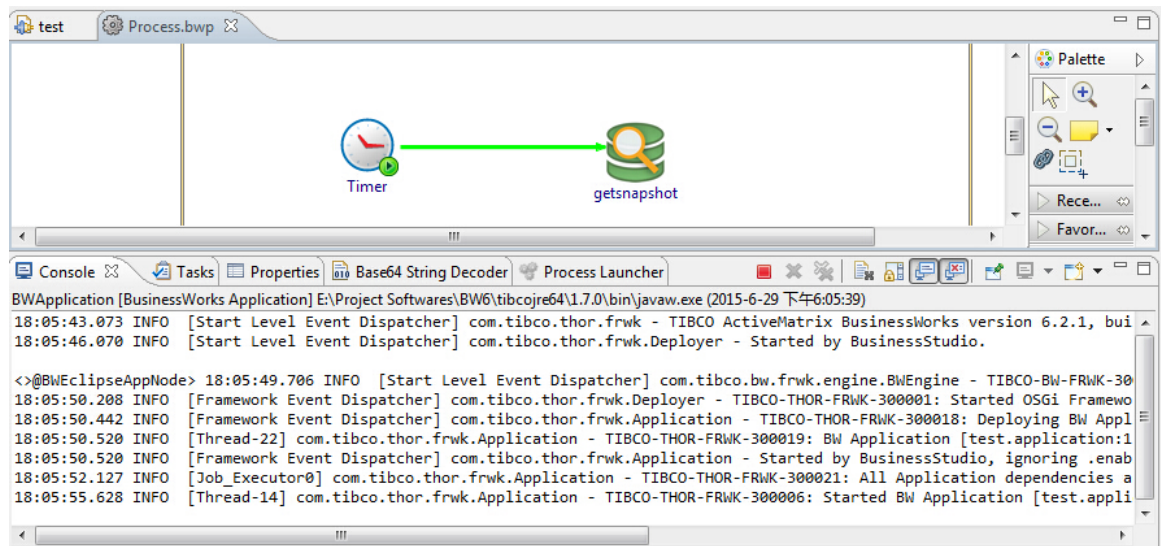 test Process.bwp
Palette
Timer
getsnapshot
Rece...
Favor...
Console Tasks Properties Base64 String Decoder Process Launcher
BWApplication [BusinessWorks Application] E:\Project Softwares\BW6\tibcojre64\1.7.0\bin\javaw.exe (2015-6-29 下午6:05:39)
18:05:43.073 INFO  [Start Level Event Dispatcher] com.tibco.thor.frwk - TIBCO ActiveMatrix BusinessWorks version 6.2.1, bui
18:05:46.070 INFO  [Start Level Event Dispatcher] com.tibco.thor.frwk.Deployer - Started by BusinessStudio.
<>@BWEclipseAppNode> 18:05:49.706 INFO  [Start Level Event Dispatcher] com.tibco.bw.frwk.engine.BWEngine - TIBCO-BW-FRWK-30
18:05:50.208 INFO  [Framework Event Dispatcher] com.tibco.thor.frwk.Deployer - TIBCO-THOR-FRWK-300001: Started OSGi Framewo
18:05:50.442 INFO  [Framework Event Dispatcher] com.tibco.thor.frwk.Application - TIBCO-THOR-FRWK-300018: Deploying BW Appl
18:05:50.520 INFO  [Thread-22] com.tibco.thor.frwk.Application - TIBCO-THOR-FRWK-300019: BW Application [test.application:1
18:05:50.520 INFO  [Framework Event Dispatcher] com.tibco.thor.frwk.Application - Started by BusinessStudio, ignoring .enab
18:05:52.127 INFO  [Job_Executor0] com.tibco.thor.frwk.Application - TIBCO-THOR-FRWK-300021: All Application dependencies a
18:05:55.628 INFO  [Thread-14] com.tibco.thor.frwk.Application - TIBCO-THOR-FRWK-300006: Started BW Application [test.appli